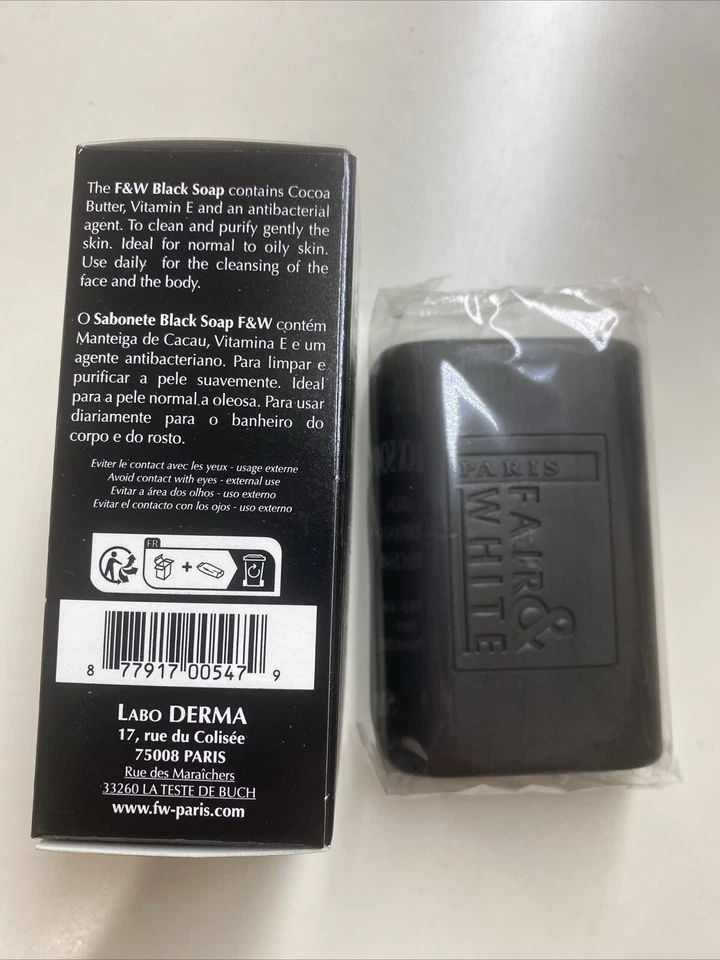 The F&W Black Soap contains Cocoa
Butter, Vitamin E and an antibacterial
agent. To clean and purify gently the
skin. Ideal for normal to oily skin.
Use daily for the cleansing of the
face and the body.
O Sabonete Black Soap F&W contém
Manteiga de Cacau, Vitamina E e um
agente antibacteriano. Para limpar e
purificar a pele suavemente. Ideal
para a pele normal a oleosa. Para usar
diariamente para o banheiro do
corpo e do rosto.
Eviter le contact avec les yeux - usage externe
Avoid contact with eyes - external use
Evitar a área dos olhos - uso externo
Evitar el contacto con los ojos - uso externo
FR
8 77917 00547 9
LABO DERMA
17, rue du Colisée
75008 PARIS
Rue des Maraîchers
33260 LA TESTE DE BUCH
www.fw-paris.com
PARIS
FAIR&
WHITE